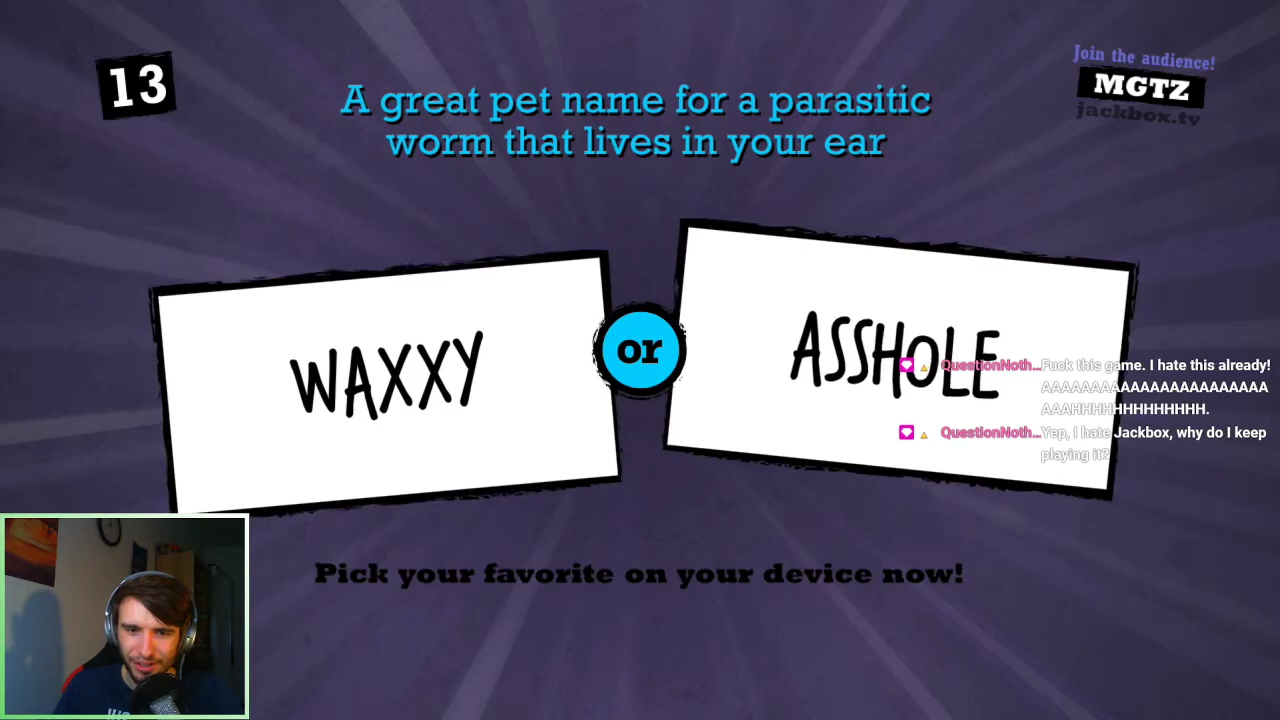 13
A great pet name for a parasitic
worm that lives in your ear
Join the audience!
MGTZ
jackbox.tv
WAXXY
or
ASSHOLE
QuestionNoth...Fuck this game. I hate this already!
AAAAAAAAAAAAAAAAAAAAAAAAA
AAAHHHHHHHHHHHHHH.
QuestionNoth...Yep, I hate Jackbox, why do I keep
playing it?
Pick your favorite on your device now!